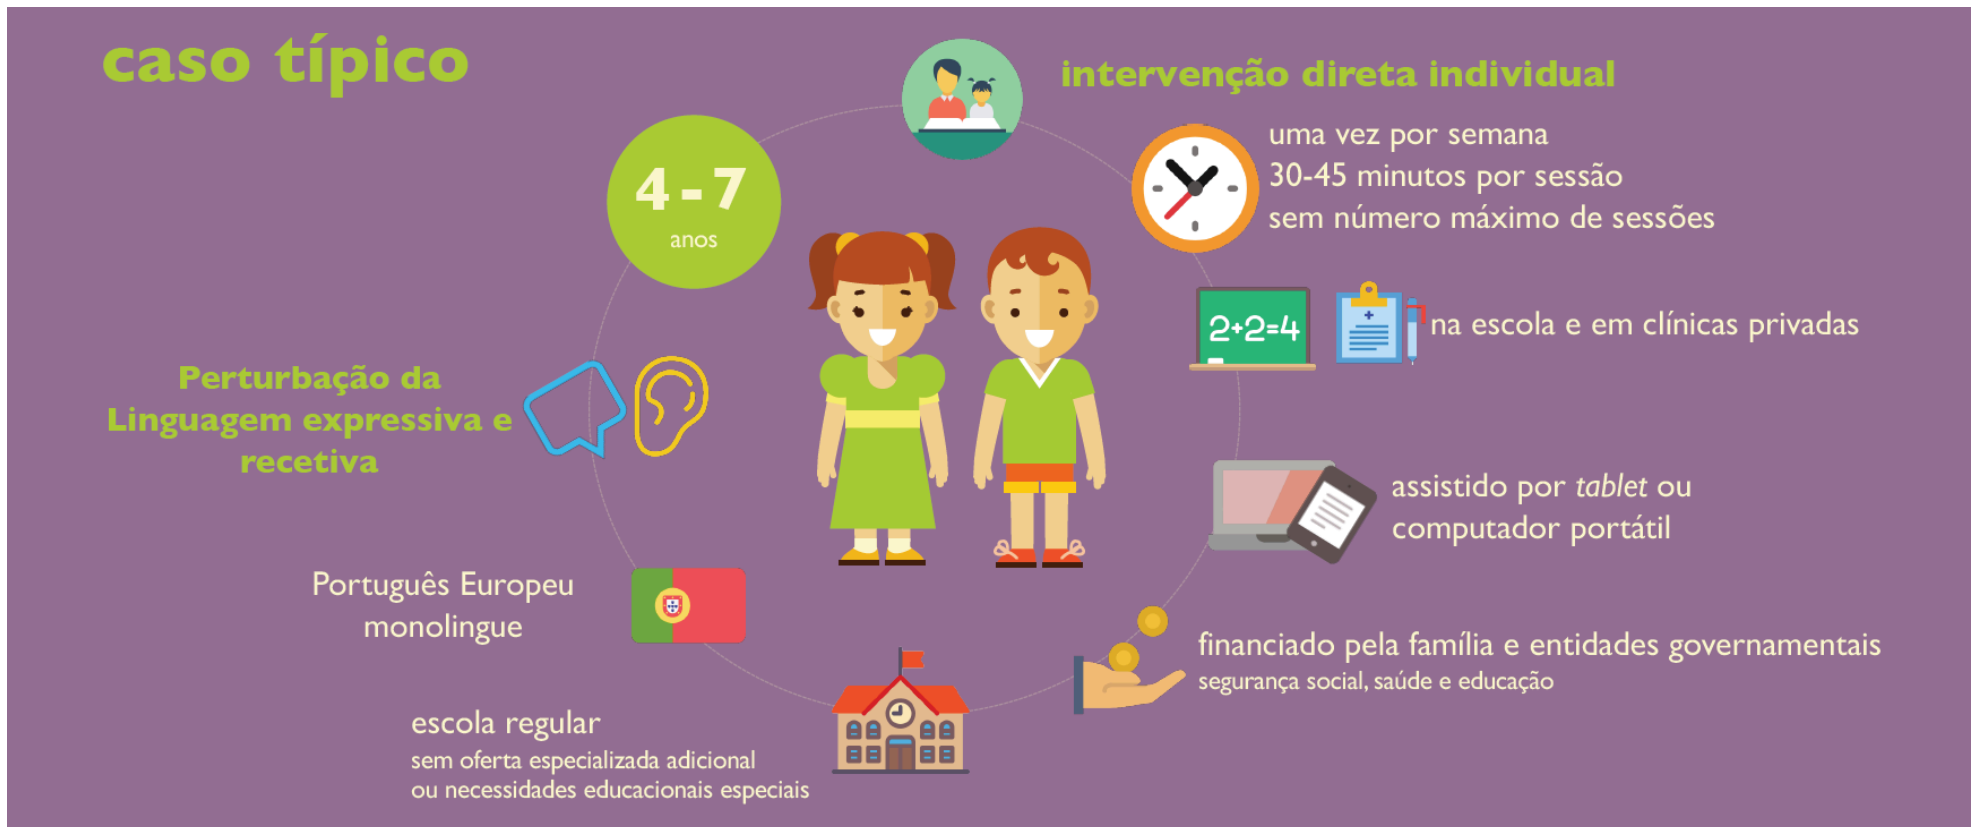 caso típico
intervenção direta individual
uma vez por semana
30-45 minutos por sessão
sem número máximo de sessões
4 - 7
anos
2+2=4
na escola e em clínicas privadas
Perturbação da
Linguagem expressiva e
recetiva
assistido por tablet ou
computador portátil
Português Europeu
monolingue
financiado pela família e entidades governamentais
segurança social, saúde e educação
escola regular
sem oferta especializada adicional
ou necessidades educacionais especiais